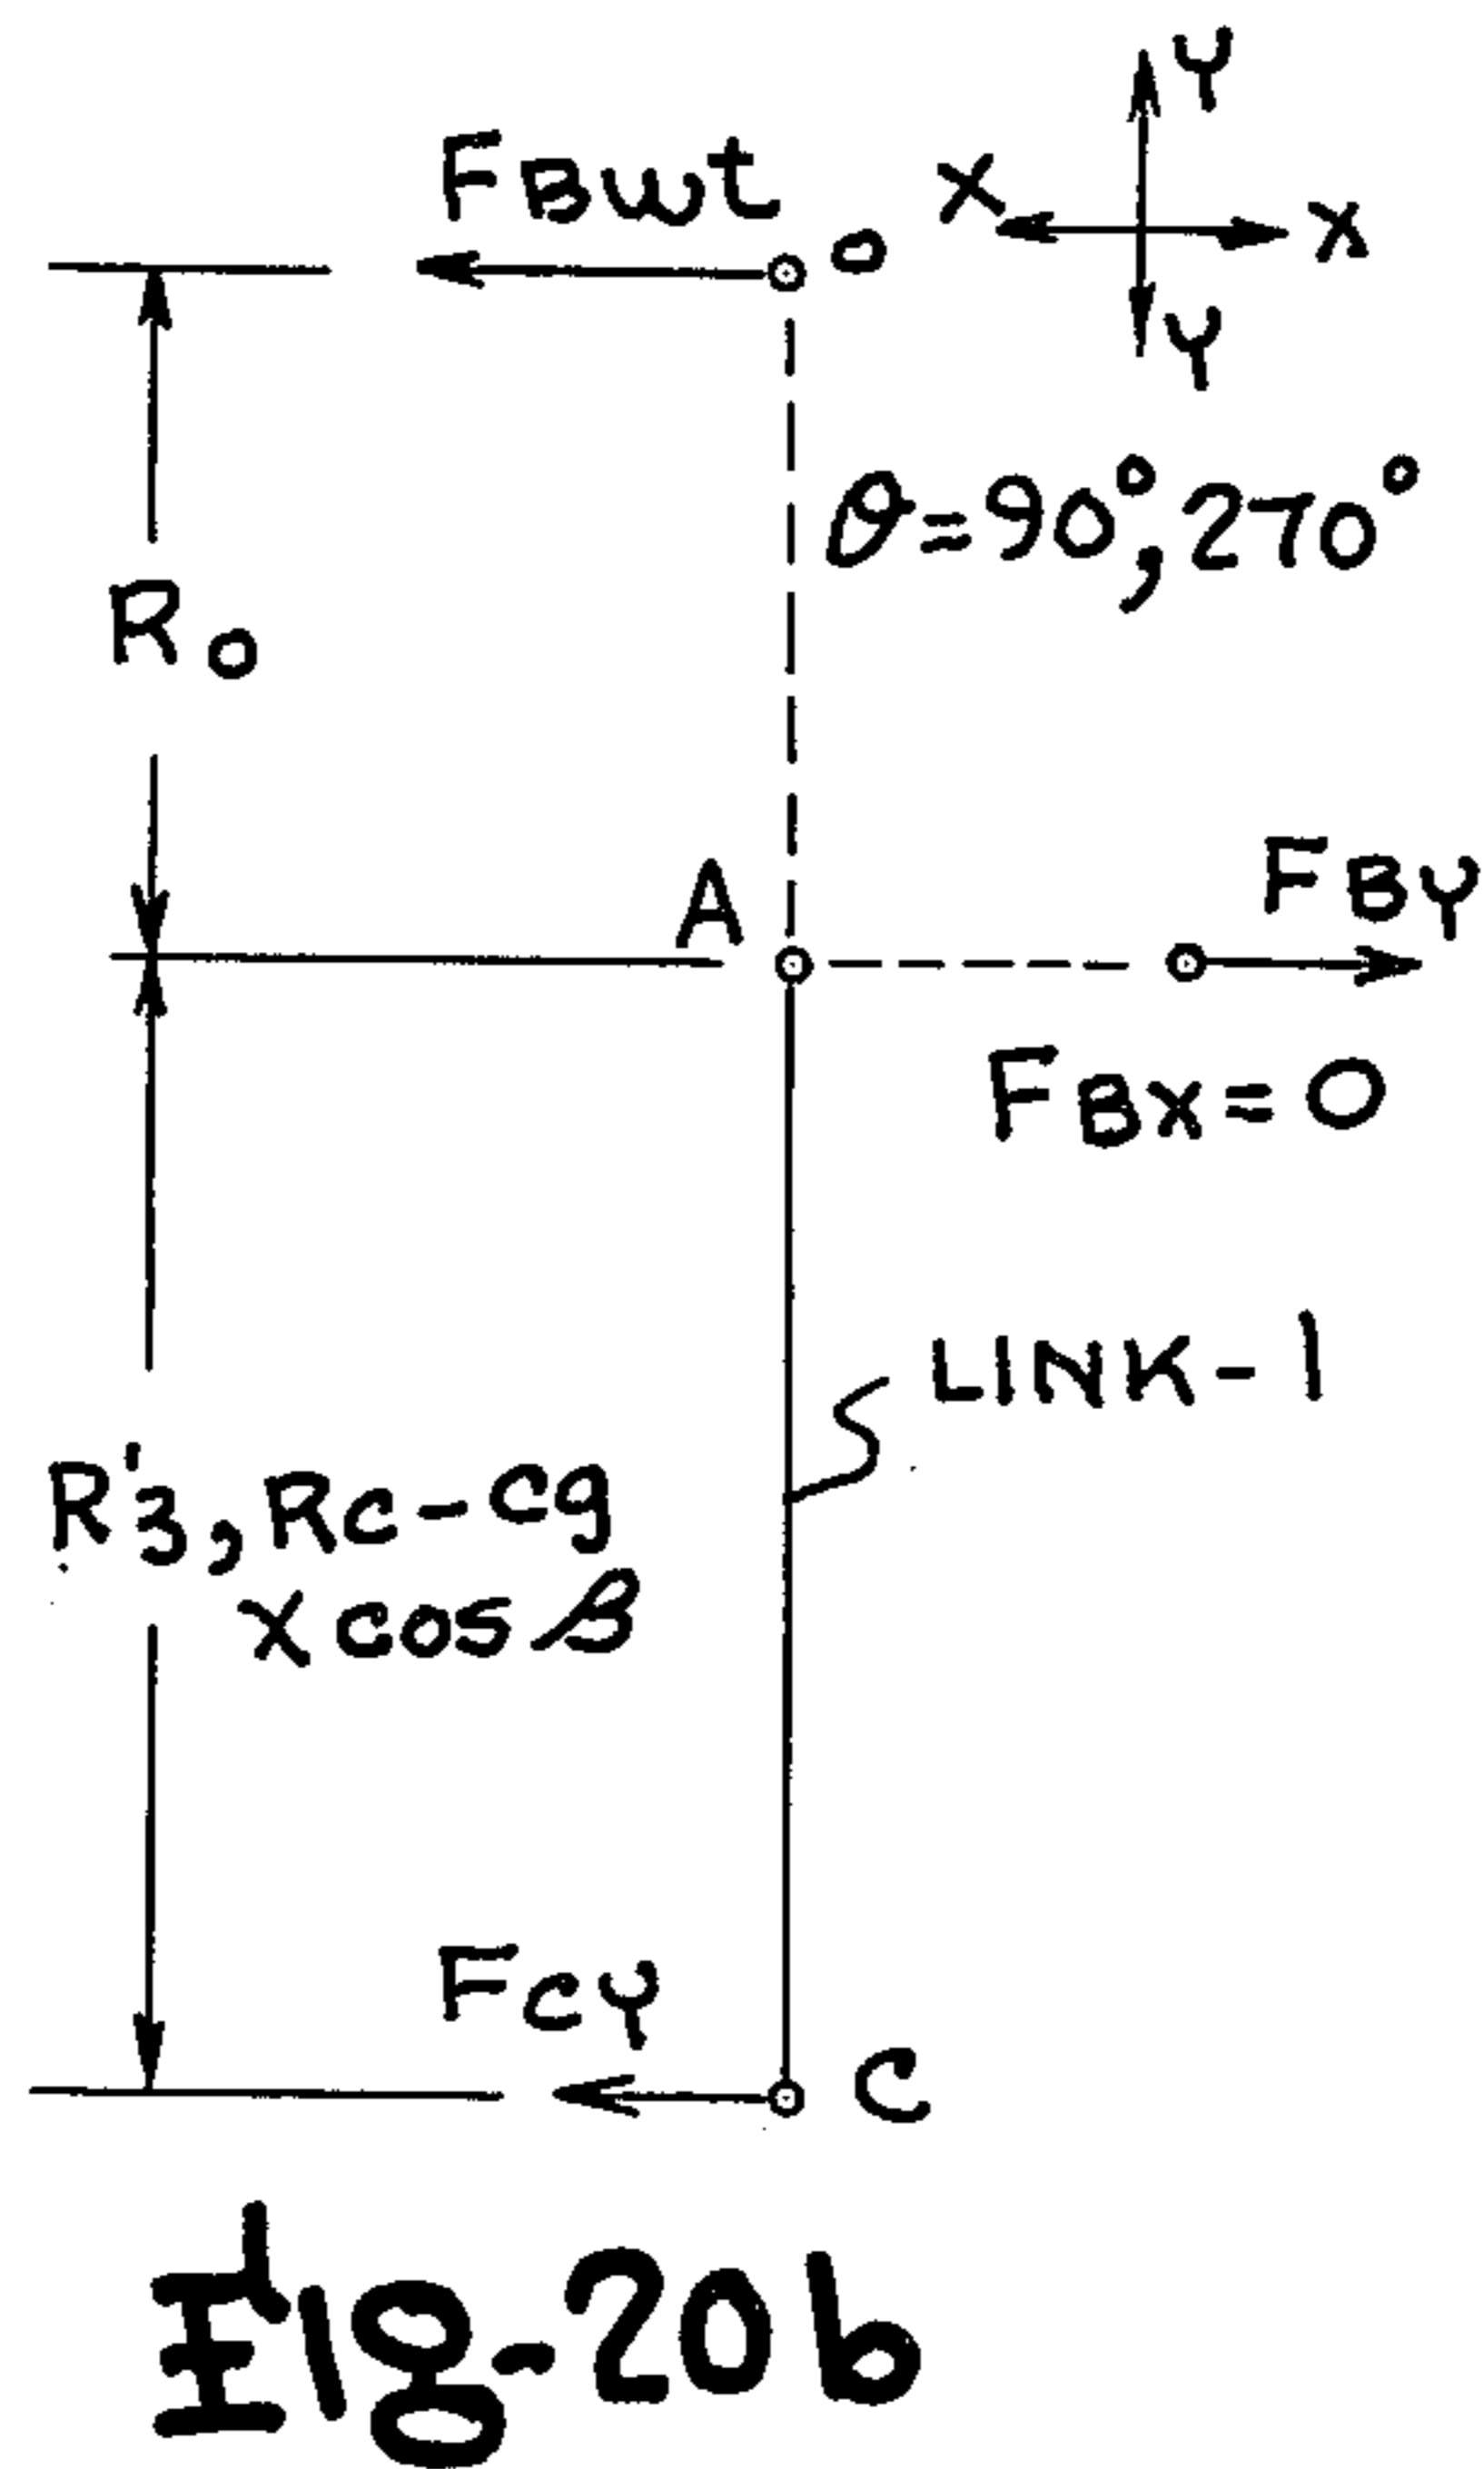 Y
FBwt
X
X
o
Y
θ=90°,270°
Ro
A
FBY
FBX=0
LINK-1
R'3,Rc-cg
x cos β
FcY
C
Fig-20b